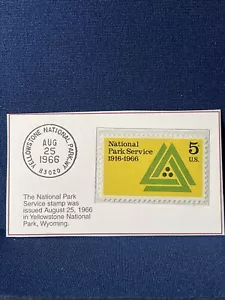 YELLOWSTONE NATIONAL PARK, WY
AUG
25
1966
83020
National
Park Service
1916-1966
5
U.S.
The National Park
Service stamp was
issued August 25, 1966
in Yellowstone National
Park, Wyoming.